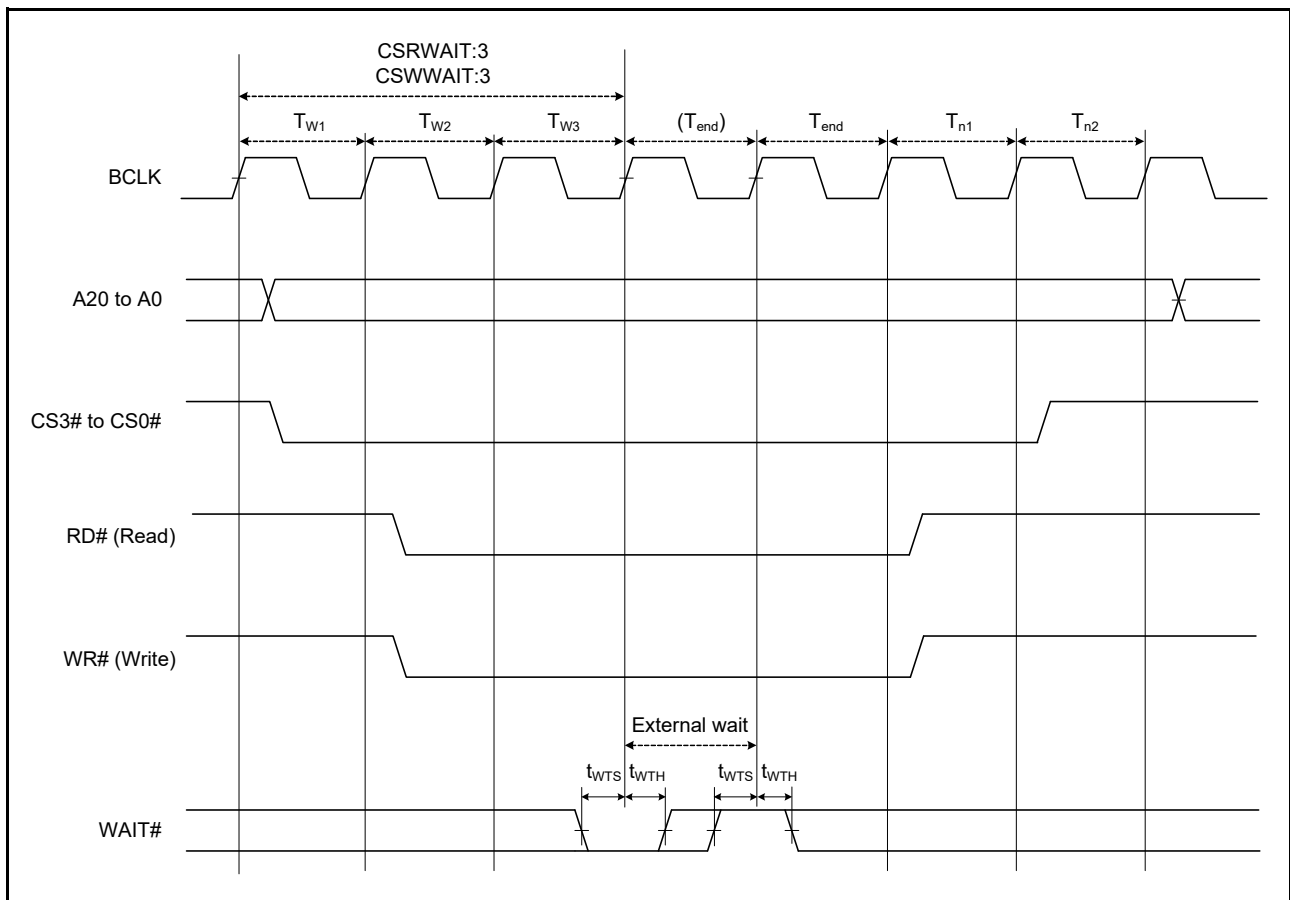 CSRWAIT:3
CSWWAIT:3
TW1 TW2 TW3 (Tend) Tend Tn1 Tn2
BCLK
A20 to A0
CS3# to CS0#
RD# (Read)
WR# (Write)
External wait
tWTS tWTH tWTS tWTH
WAIT#